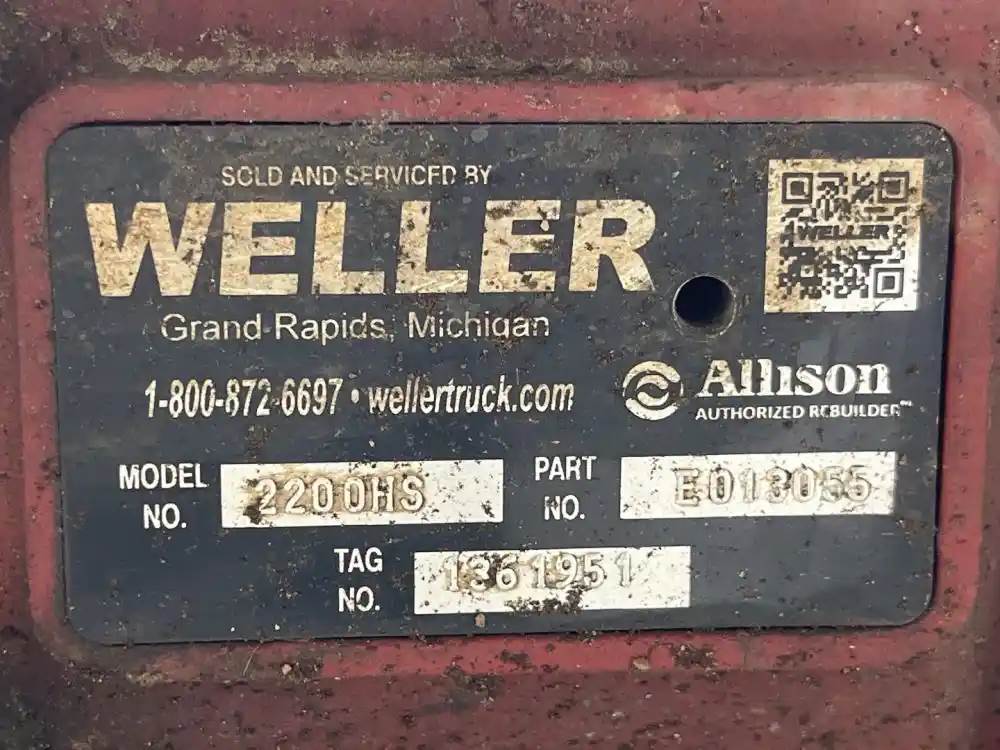 SOLD AND SERVICED BY
WELLER
WELLER
Grand Rapids, Michigan
1-800-872-6697 • wellertruck.com
Allison
AUTHORIZED REBUILDER™
MODEL NO. 2200HS
PART NO. E013055
TAG NO. 1361951